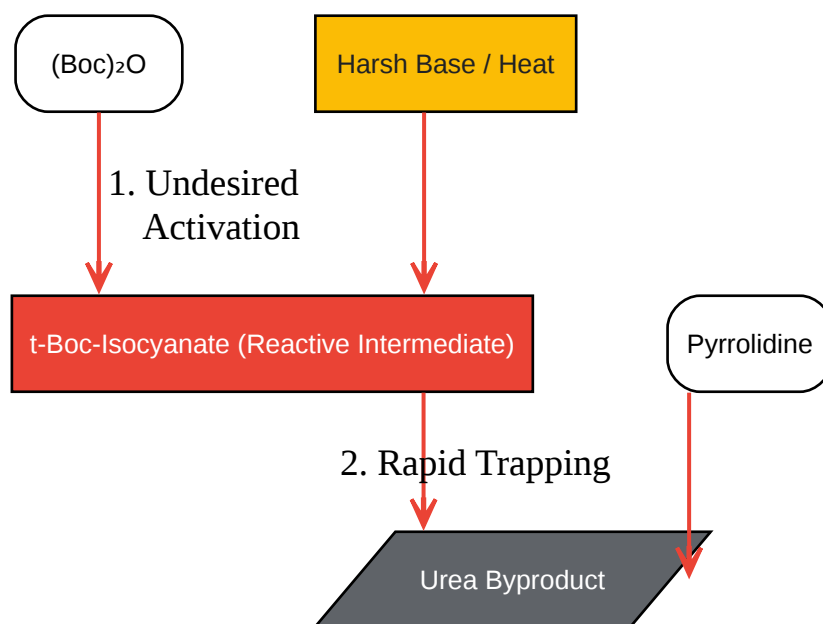 (Boc)₂O
Harsh Base / Heat
1. Undesired
Activation
t-Boc-Isocyanate (Reactive Intermediate)
Pyrrolidine
2. Rapid Trapping
Urea Byproduct